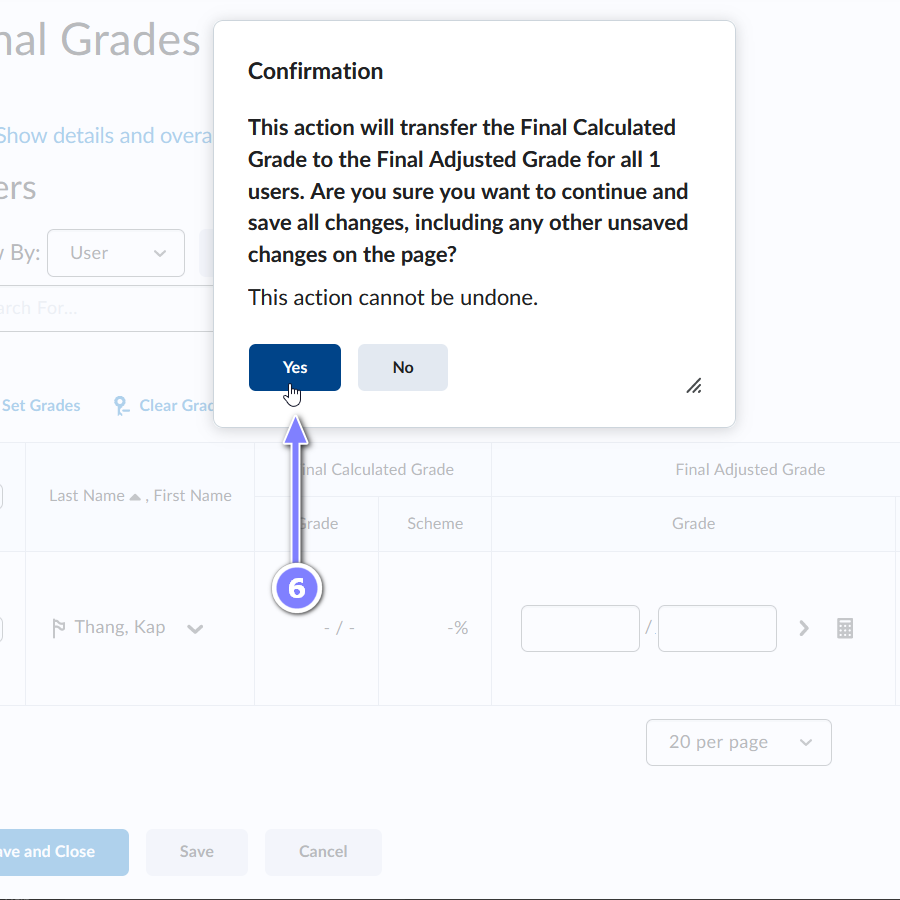 nal Grades
Confirmation
This action will transfer the Final Calculated
Grade to the Final Adjusted Grade for all 1
users. Are you sure you want to continue and
save all changes, including any other unsaved
changes on the page?
This action cannot be undone.
Yes
No
Show details and overa
ers
By:
User
arch For...
Set Grades
Clear Grad
Last Name , First Name
inal Calculated Grade
Final Adjusted Grade
Grade
Scheme
Grade
6
Thang, Kap
- / -
-%
/
20 per page
ave and Close
Save
Cancel